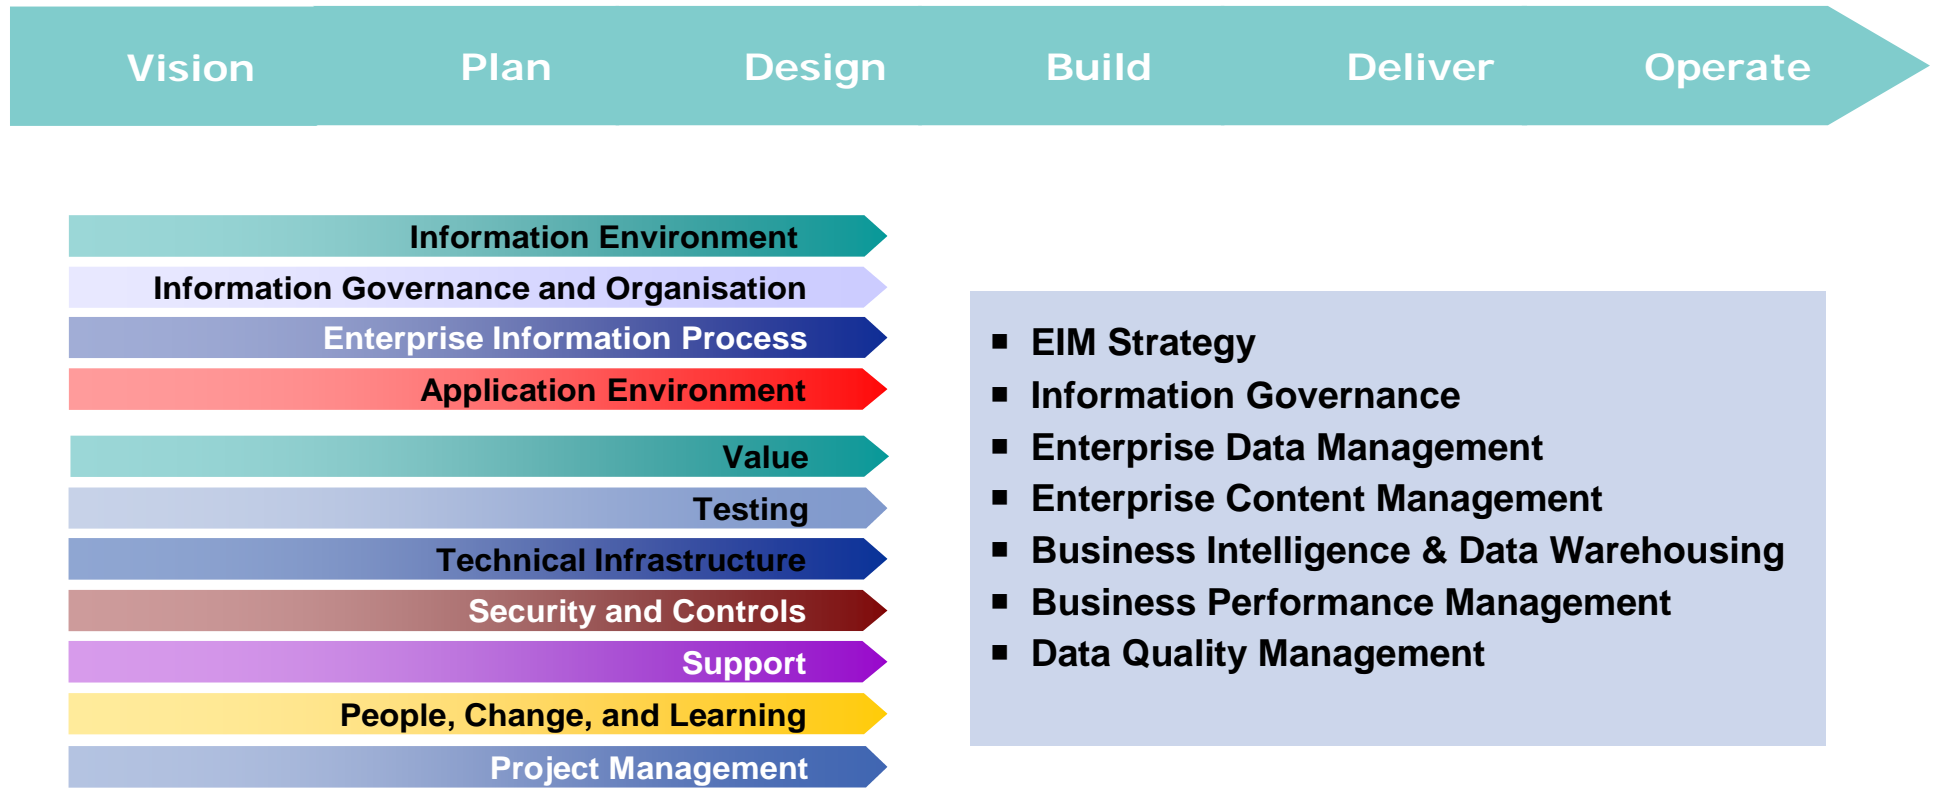 Vision Plan Design Build Deliver Operate
Information Environment
Information Governance and Organisation
Enterprise Information Process
Application Environment
Value
Testing
Technical Infrastructure
Security and Controls
Support
People, Change, and Learning
Project Management
▪ EIM Strategy
▪ Information Governance
▪ Enterprise Data Management
▪ Enterprise Content Management
▪ Business Intelligence & Data Warehousing
▪ Business Performance Management
▪ Data Quality Management